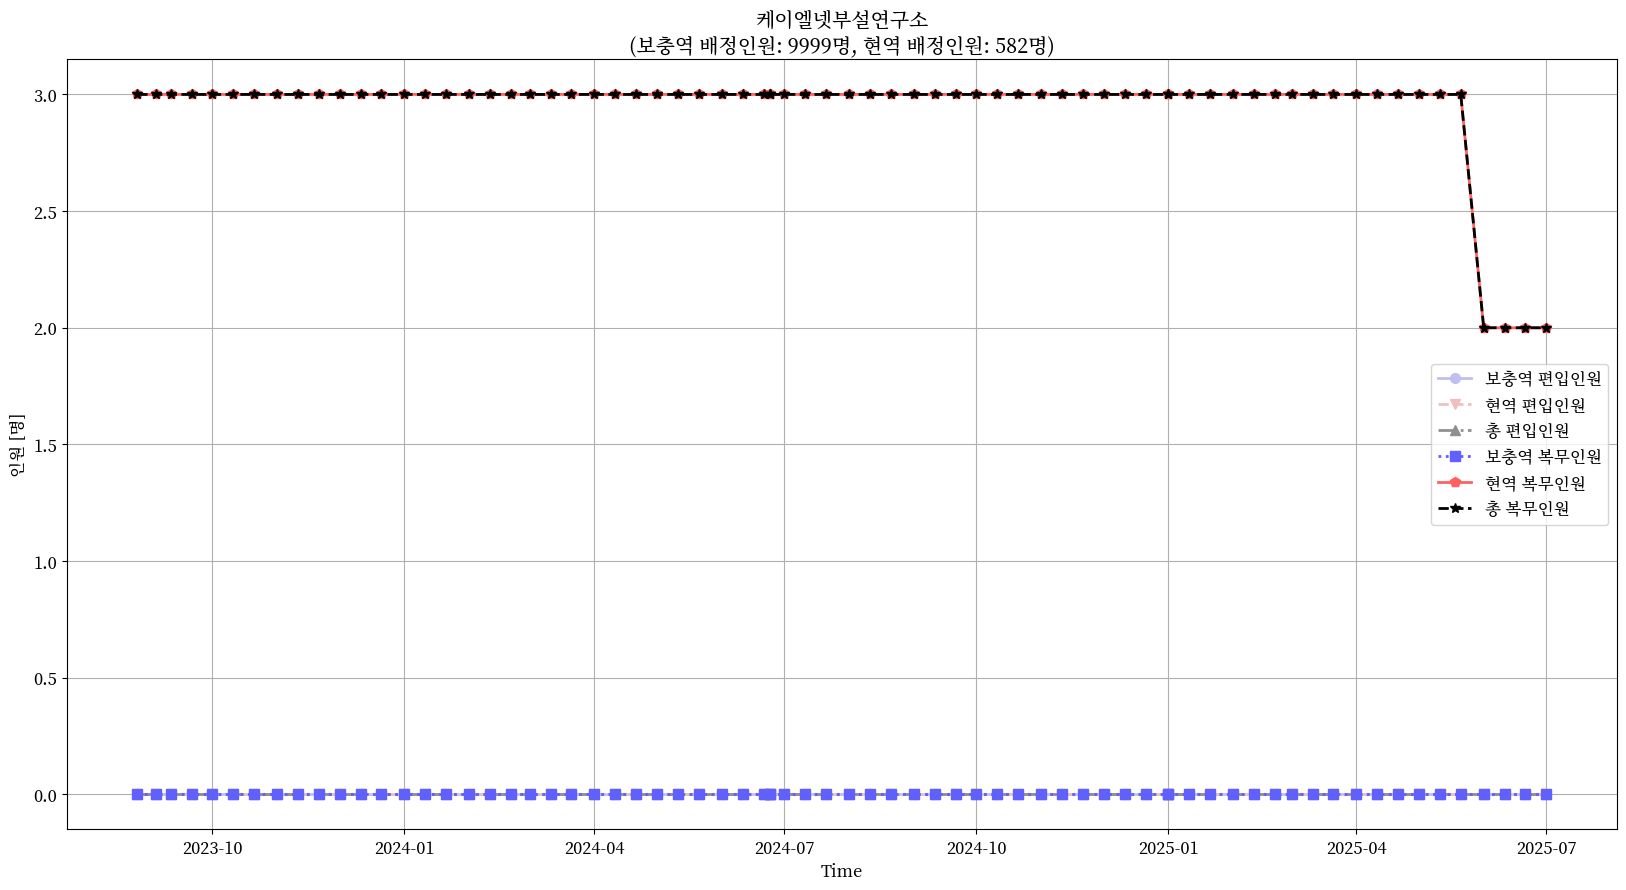 케이엘넷부설연구소
(보충역 배정인원: 9999명, 현역 배정인원: 582명)
3.0
2.5
2.0
1.5
1.0
0.5
0.0
인원 [명]
보충역 편입인원
현역 편입인원
총 편입인원
보충역 복무인원
현역 복무인원
총 복무인원
2023-10
2024-01
2024-04
2024-07
2024-10
2025-01
2025-04
2025-07
Time